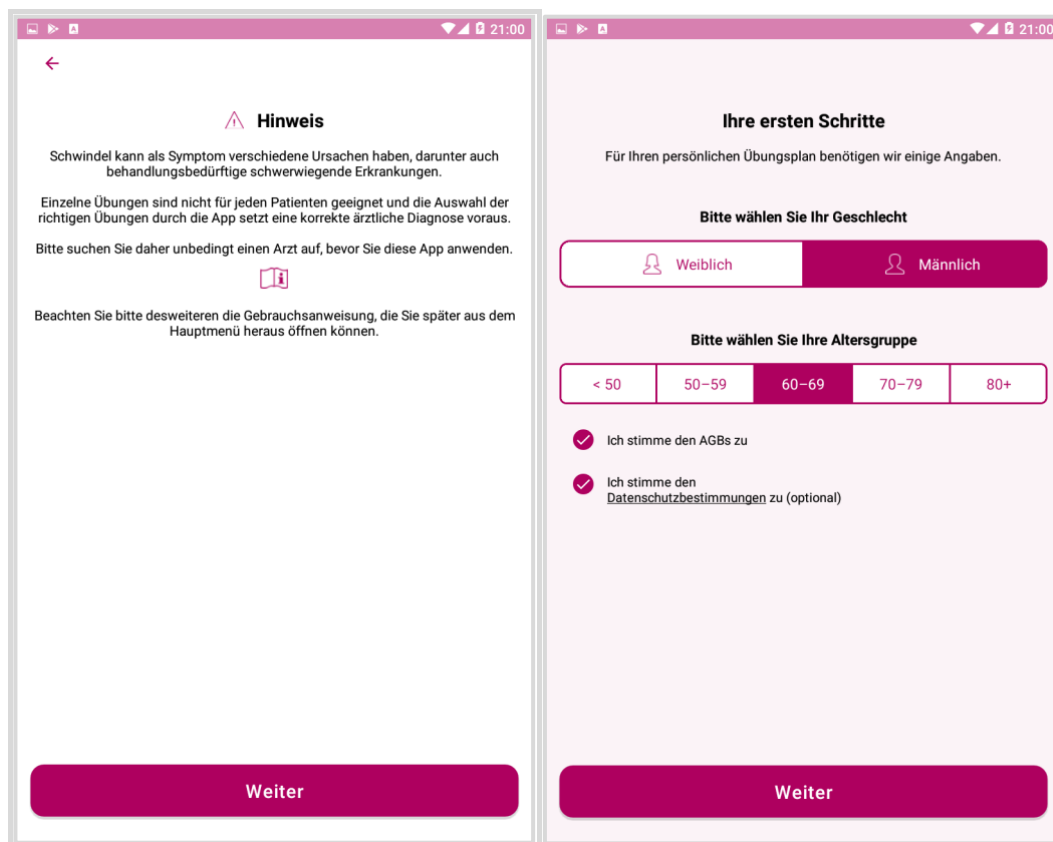 21:00
Hinweis
Schwindel kann als Symptom verschiedene Ursachen haben, darunter auch
behandlungsbedürftige schwerwiegende Erkrankungen.
Einzelne Übungen sind nicht für jeden Patienten geeignet und die Auswahl der
richtigen Übungen durch die App setzt eine korrekte ärztliche Diagnose voraus.
Bitte suchen Sie daher unbedingt einen Arzt auf, bevor Sie diese App anwenden.
Beachten Sie bitte desweiteren die Gebrauchsanweisung, die Sie später aus dem
Hauptmenü heraus öffnen können.
Weiter
21:00
Ihre ersten Schritte
Für Ihren persönlichen Übungsplan benötigen wir einige Angaben.
Bitte wählen Sie Ihr Geschlecht
Weiblich Männlich
Bitte wählen Sie Ihre Altersgruppe
< 50 50–59 60–69 70–79 80+
Ich stimme den AGBs zu
Ich stimme den
Datenschutzbestimmungen zu (optional)
Weiter